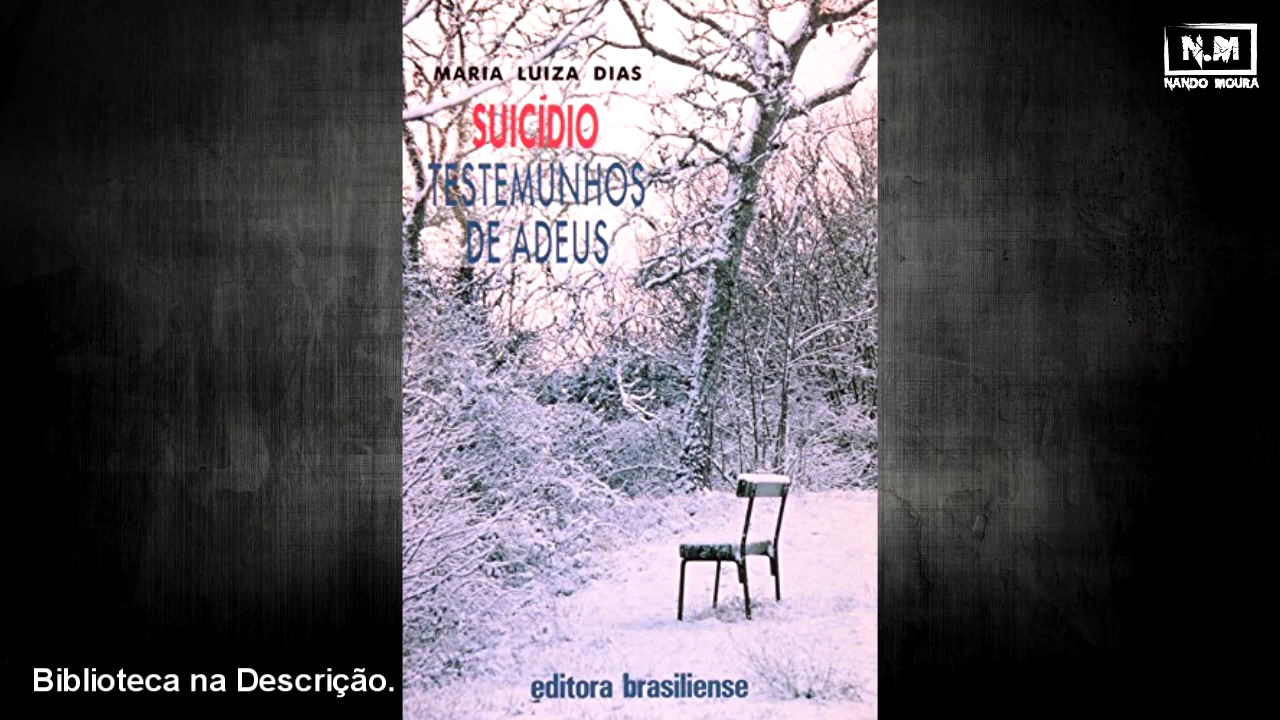 MARIA LUIZA DIAS
SUICÍDIO
TESTEMUNHOS
DE ADEUS
editora brasiliense
Biblioteca na Descrição.
N.M
NANDO MOURA